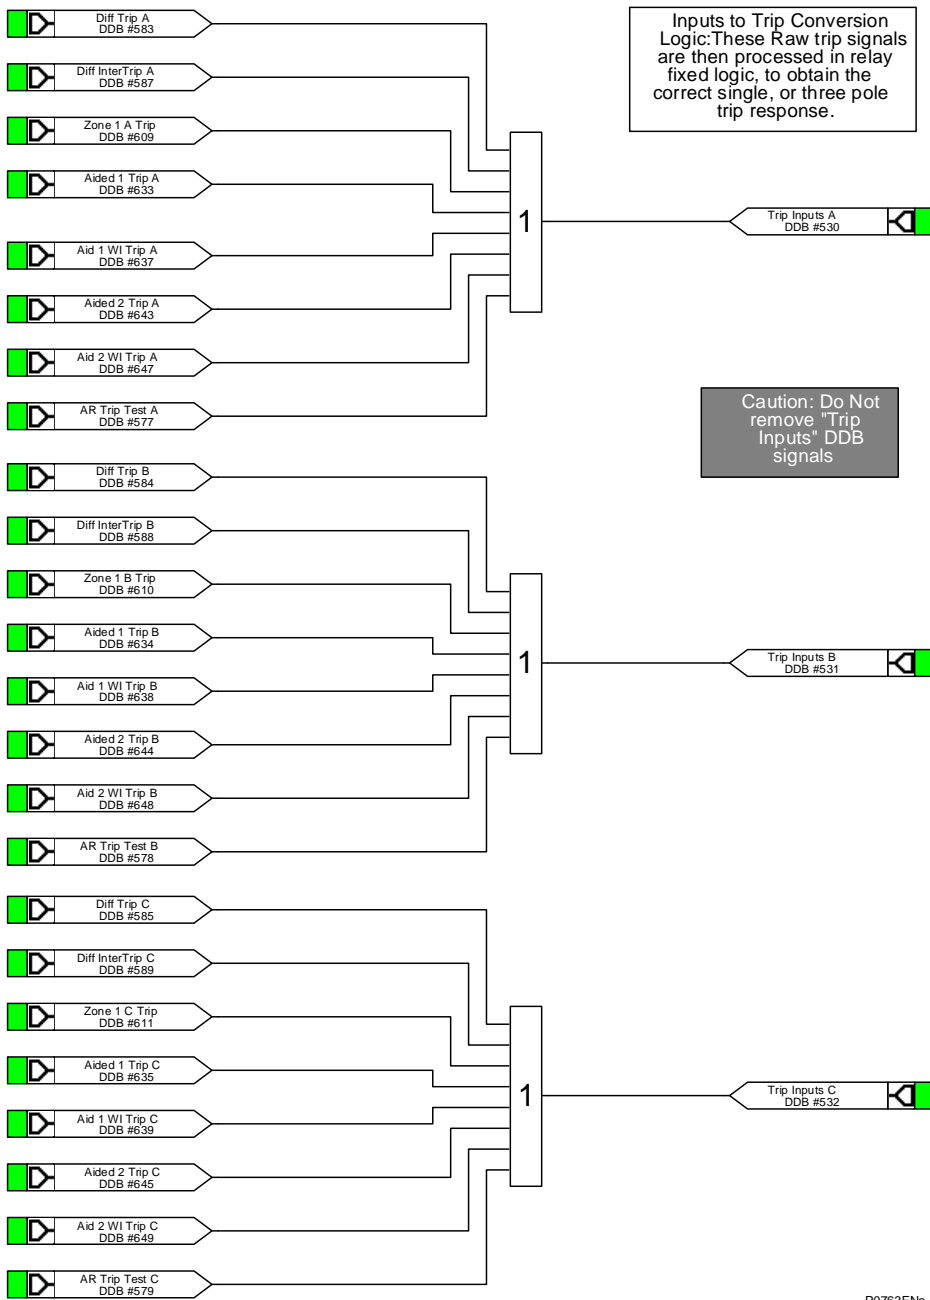 Diff Trip A
DDB #583
Diff InterTrip A
DDB #587
Zone 1 A Trip
DDB #609
Aided 1 Trip A
DDB #633
Aid 1 WI Trip A
DDB #637
Aided 2 Trip A
DDB #643
Aid 2 WI Trip A
DDB #647
AR Trip Test A
DDB #577
1
Trip Inputs A
DDB #530
Inputs to Trip Conversion
Logic:These Raw trip signals
are then processed in relay
fixed logic, to obtain the
correct single, or three pole
trip response.
Caution: Do Not
remove "Trip
Inputs" DDB
signals
Diff Trip B
DDB #584
Diff InterTrip B
DDB #588
Zone 1 B Trip
DDB #610
Aided 1 Trip B
DDB #634
Aid 1 WI Trip B
DDB #638
Aided 2 Trip B
DDB #644
Aid 2 WI Trip B
DDB #648
AR Trip Test B
DDB #578
1
Trip Inputs B
DDB #531
Diff Trip C
DDB #585
Diff InterTrip C
DDB #589
Zone 1 C Trip
DDB #611
Aided 1 Trip C
DDB #635
Aid 1 WI Trip C
DDB #639
Aided 2 Trip C
DDB #645
Aid 2 WI Trip C
DDB #649
AR Trip Test C
DDB #579
1
Trip Inputs C
DDB #532